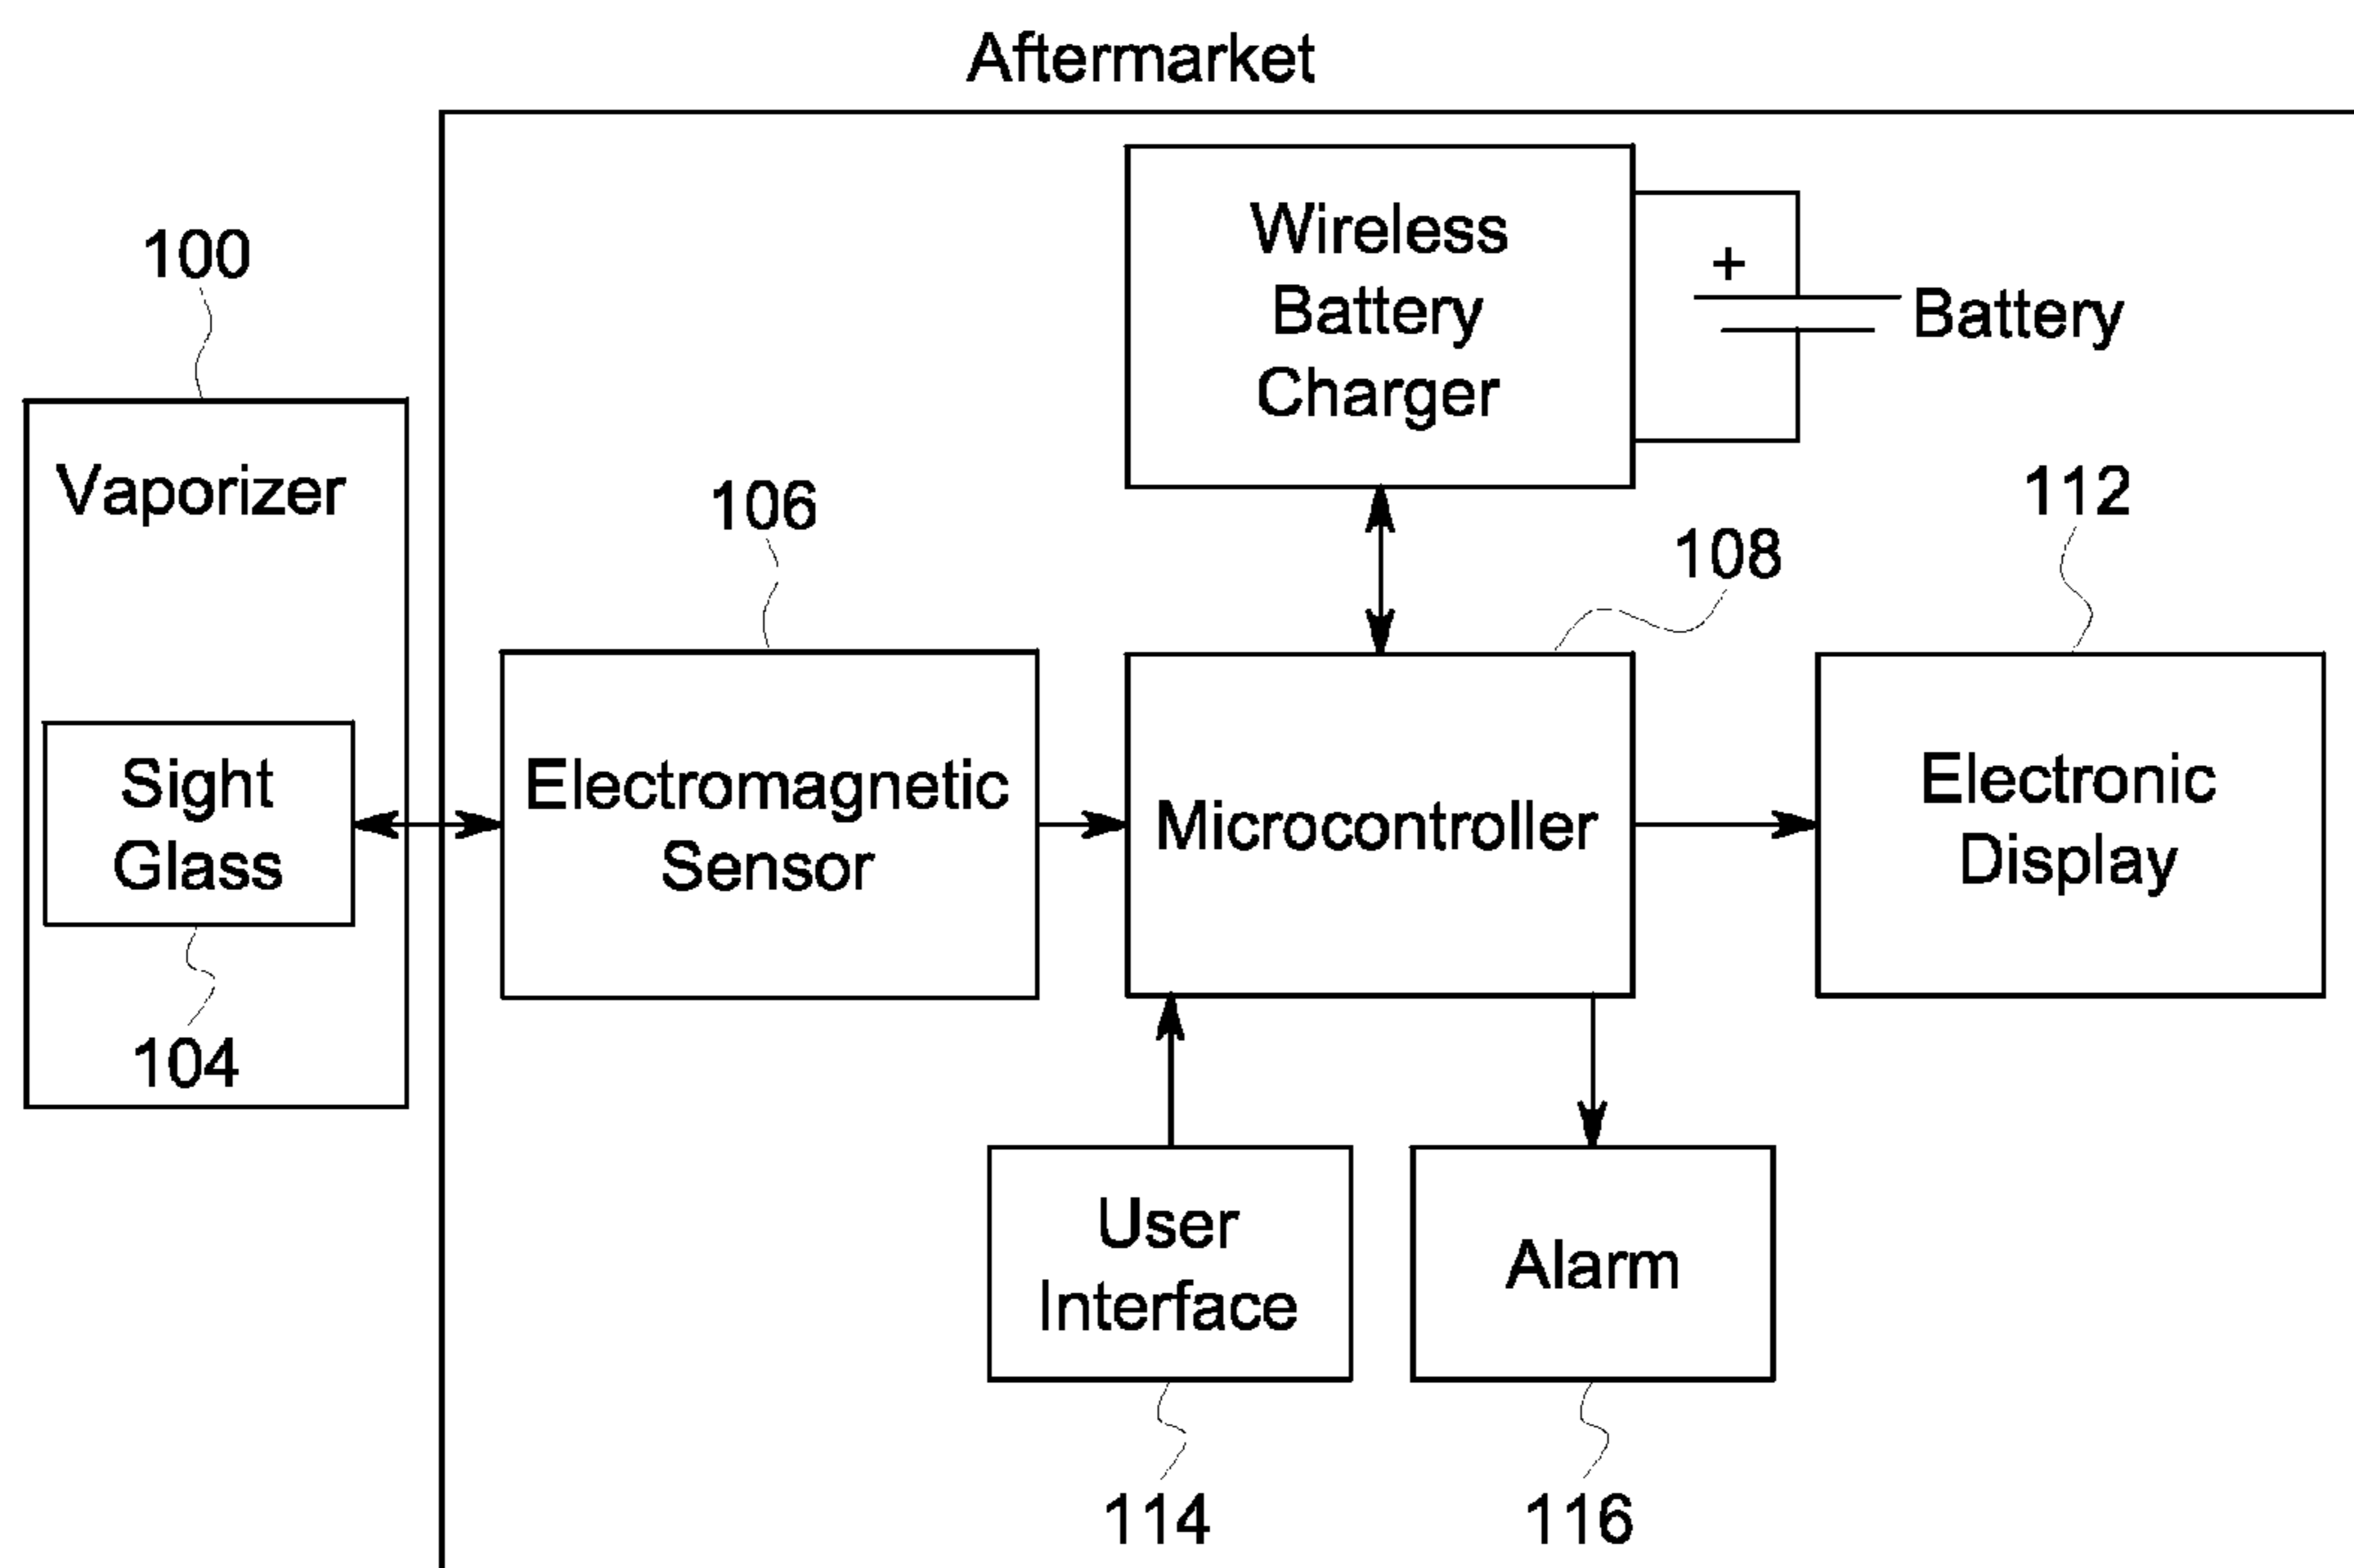 Aftermarket
100
Vaporizer
Sight
Glass
104
106
Electromagnetic
Sensor
Wireless
Battery
Charger
+
Battery
108
Microcontroller
112
Electronic
Display
User
Interface
114
Alarm
116